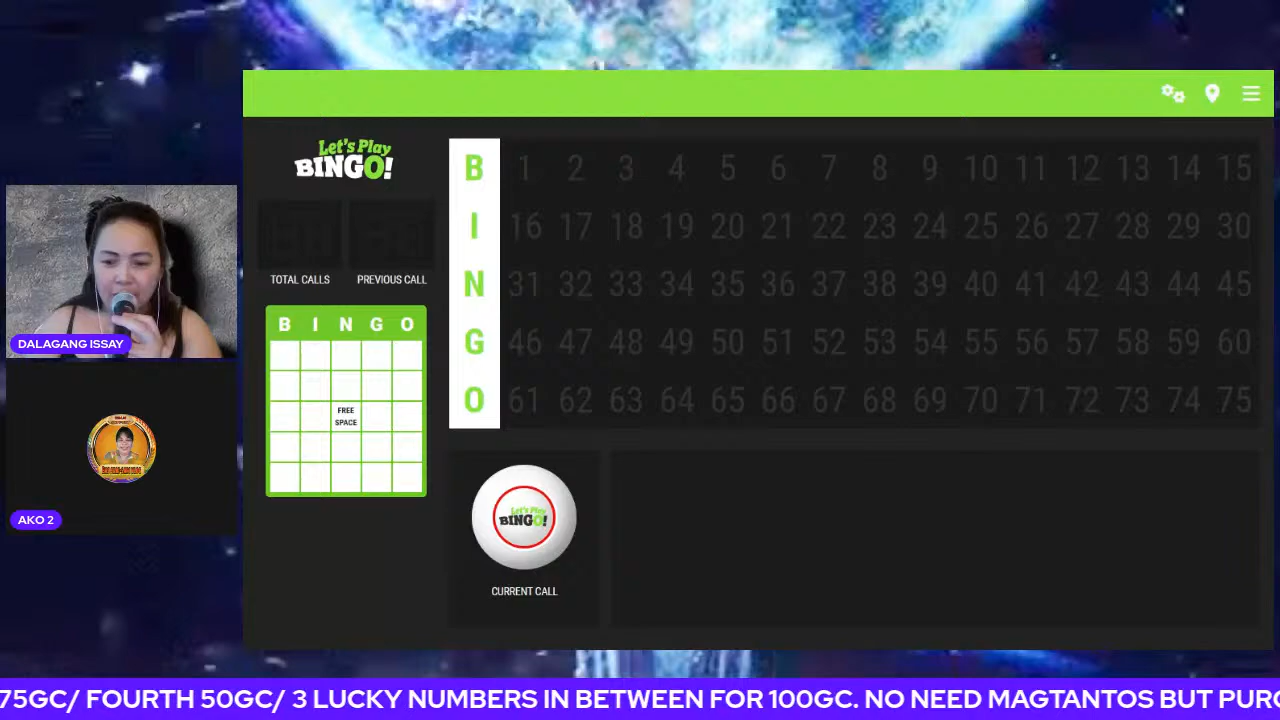 Let's Play
BINGO!
TOTAL CALLS
PREVIOUS CALL
B I N G O
FREE
SPACE
B 1 2 3 4 5 6 7 8 9 10 11 12 13 14 15
I 16 17 18 19 20 21 22 23 24 25 26 27 28 29 30
N 31 32 33 34 35 36 37 38 39 40 41 42 43 44 45
G 46 47 48 49 50 51 52 53 54 55 56 57 58 59 60
O 61 62 63 64 65 66 67 68 69 70 71 72 73 74 75
Let's Play
BINGO!
CURRENT CALL
DALAGANG ISSAY
AKO 2
75GC/ FOURTH 50GC/ 3 LUCKY NUMBERS IN BETWEEN FOR 100GC. NO NEED MAGTANTOS BUT